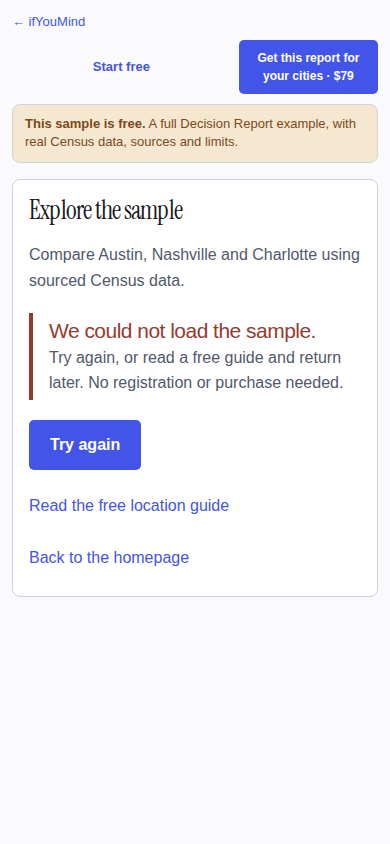 ← ifYouMind
Start free
Get this report for
your cities · $79
This sample is free. A full Decision Report example, with
real Census data, sources and limits.
Explore the sample
Compare Austin, Nashville and Charlotte using
sourced Census data.
We could not load the sample.
Try again, or read a free guide and return
later. No registration or purchase needed.
Try again
Read the free location guide
Back to the homepage